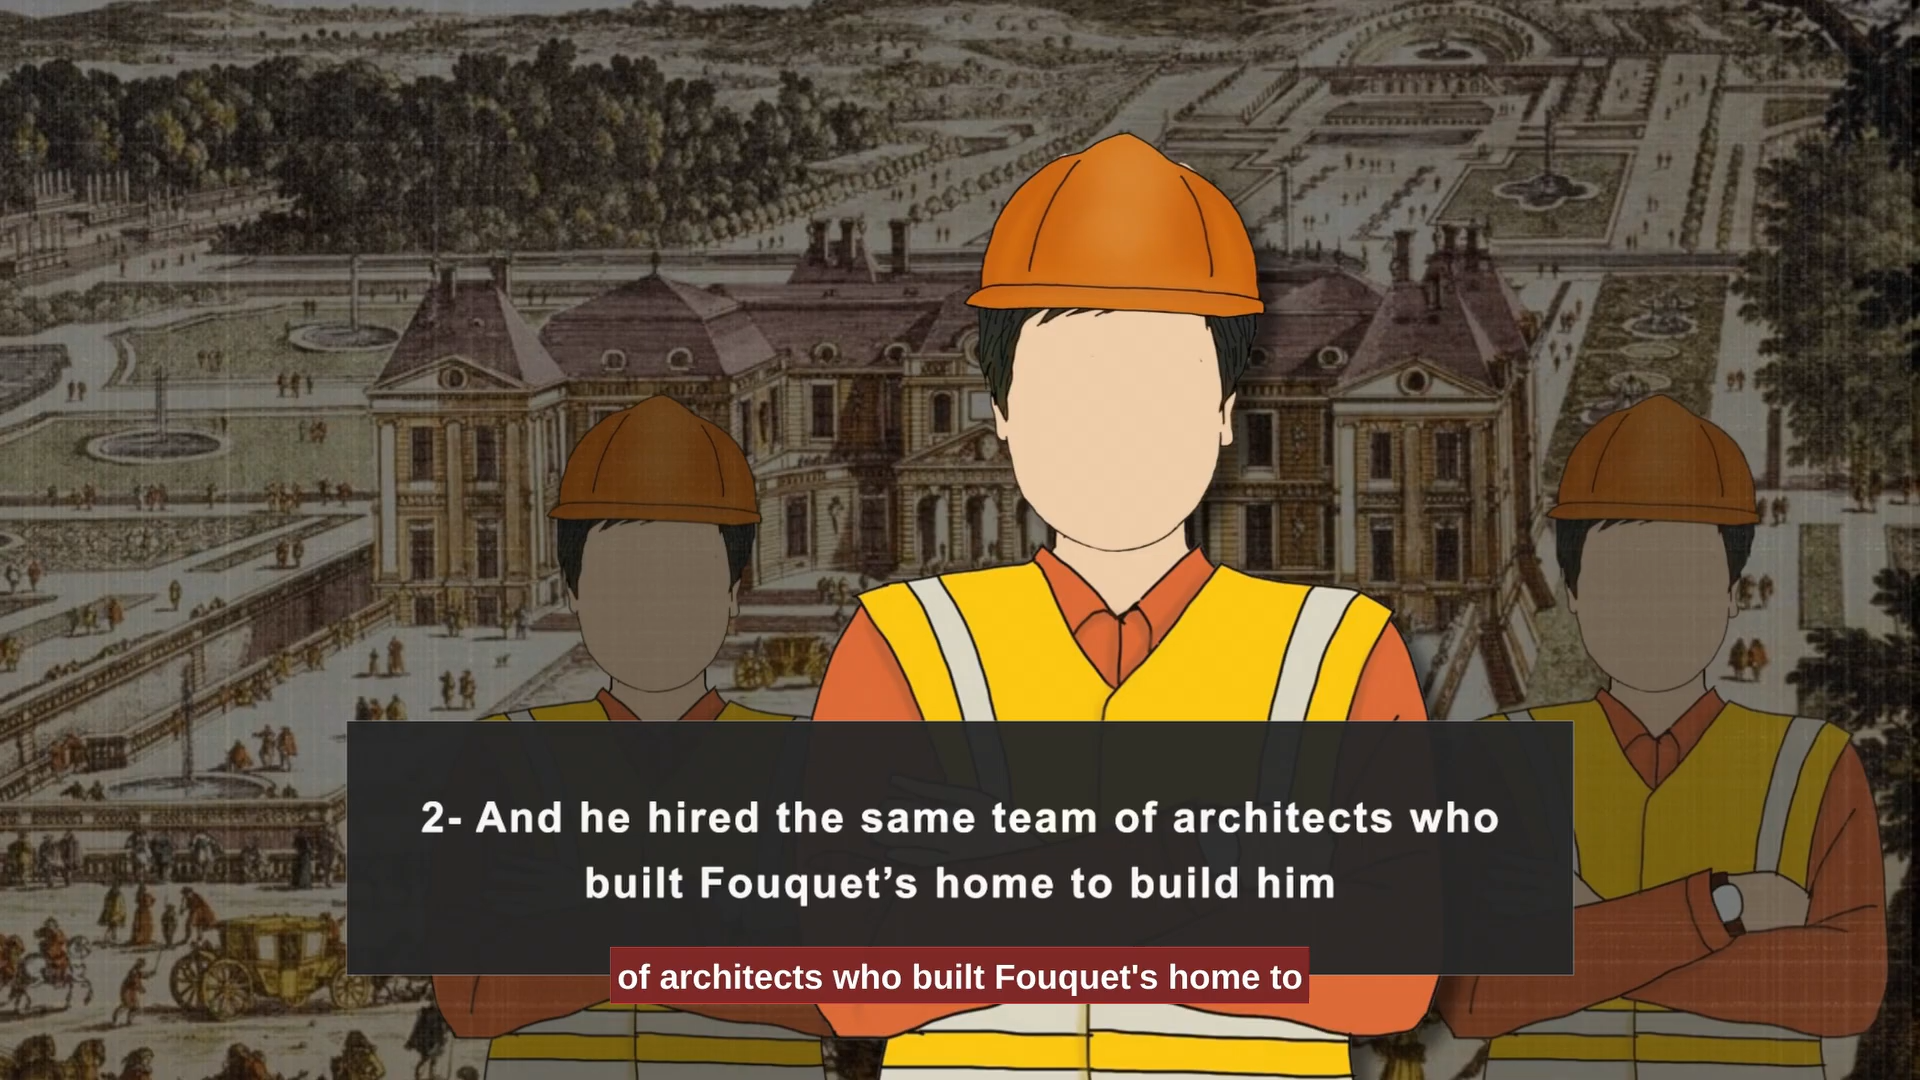 2- And he hired the same team of architects who
built Fouquet’s home to build him
of architects who built Fouquet's home to